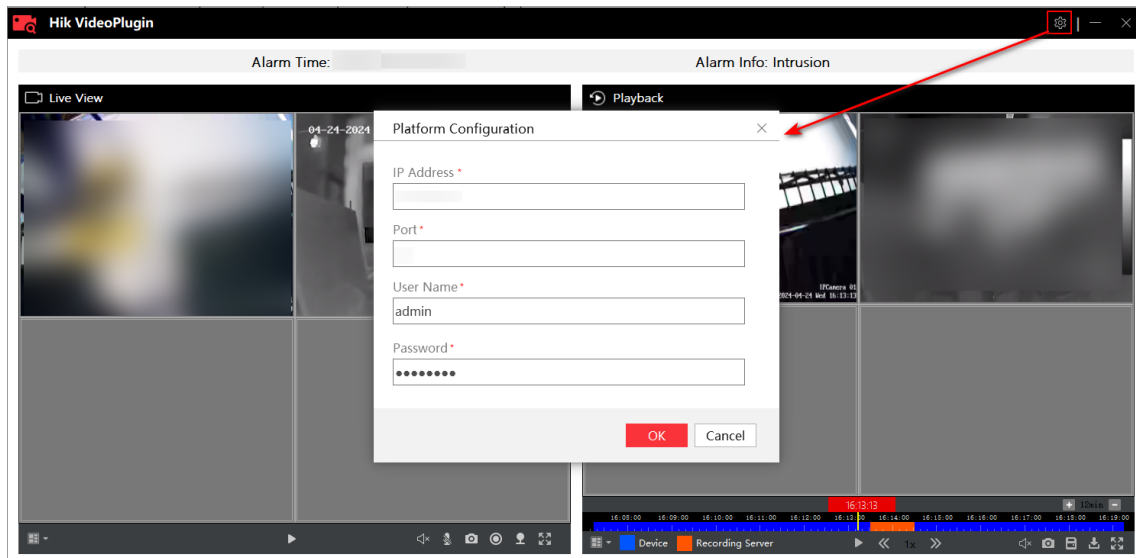 Hik VideoPlugin
Alarm Time:
Alarm Info: Intrusion
Live View
Playback
04-24-2024
Platform Configuration
IP Address *
Port *
User Name *
admin
Password *
OK
Cancel
IPCamera 01
2024-04-24 Wed 16:13:13
16:13:13
12min
16:08:00 16:09:00 16:10:00 16:11:00 16:12:00 16:13:00 16:14:00 16:15:00 16:16:00 16:17:00 16:18:00 16:19:00
Device
Recording Server
1x